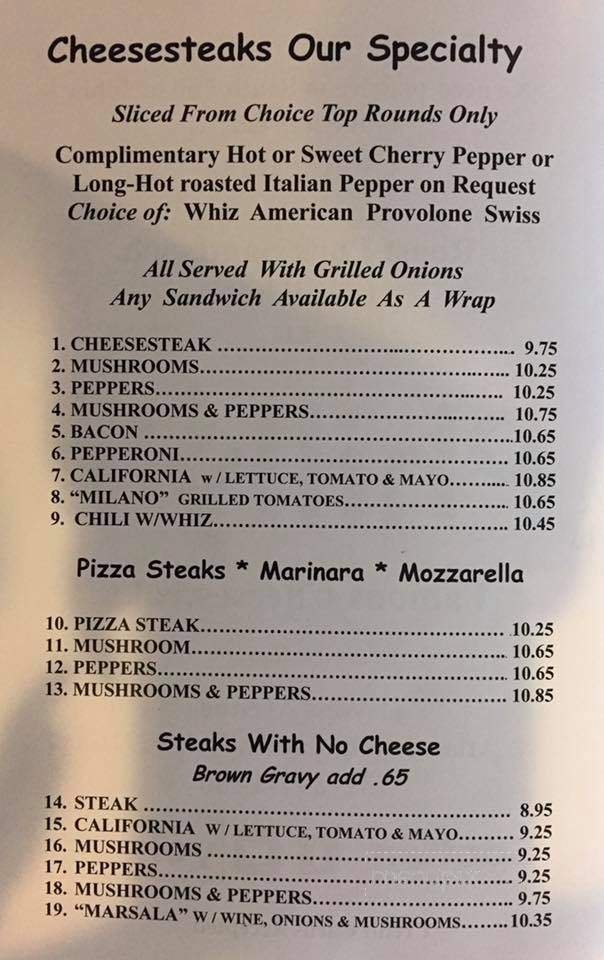 Cheesesteaks Our Specialty
Sliced From Choice Top Rounds Only
Complimentary Hot or Sweet Cherry Pepper or
Long-Hot roasted Italian Pepper on Request
Choice of: Whiz American Provolone Swiss
All Served With Grilled Onions
Any Sandwich Available As A Wrap
1. CHEESESTEAK ........................................ 9.75
2. MUSHROOMS........................................ 10.25
3. PEPPERS........................................ 10.25
4. MUSHROOMS & PEPPERS........................ 10.75
5. BACON ........................................10.65
6. PEPPERONI........................................ 10.65
7. CALIFORNIA W/ LETTUCE, TOMATO & MAYO.......... 10.85
8. “MILANO” GRILLED TOMATOES.................... 10.65
9. CHILI W/WHIZ........................................ 10.45
Pizza Steaks * Marinara * Mozzarella
10. PIZZA STEAK........................................ 10.25
11. MUSHROOM........................................ 10.65
12. PEPPERS........................................ 10.65
13. MUSHROOMS & PEPPERS........................ 10.85
Steaks With No Cheese
Brown Gravy add .65
14. STEAK ........................................ 8.95
15. CALIFORNIA W/ LETTUCE, TOMATO & MAYO......... 9.25
16. MUSHROOMS ........................................ 9.25
17. PEPPERS........................................ 9.25
18. MUSHROOMS & PEPPERS........................ 9.75
19. “MARSALA” W/ WINE, ONIONS & MUSHROOMS........10.35